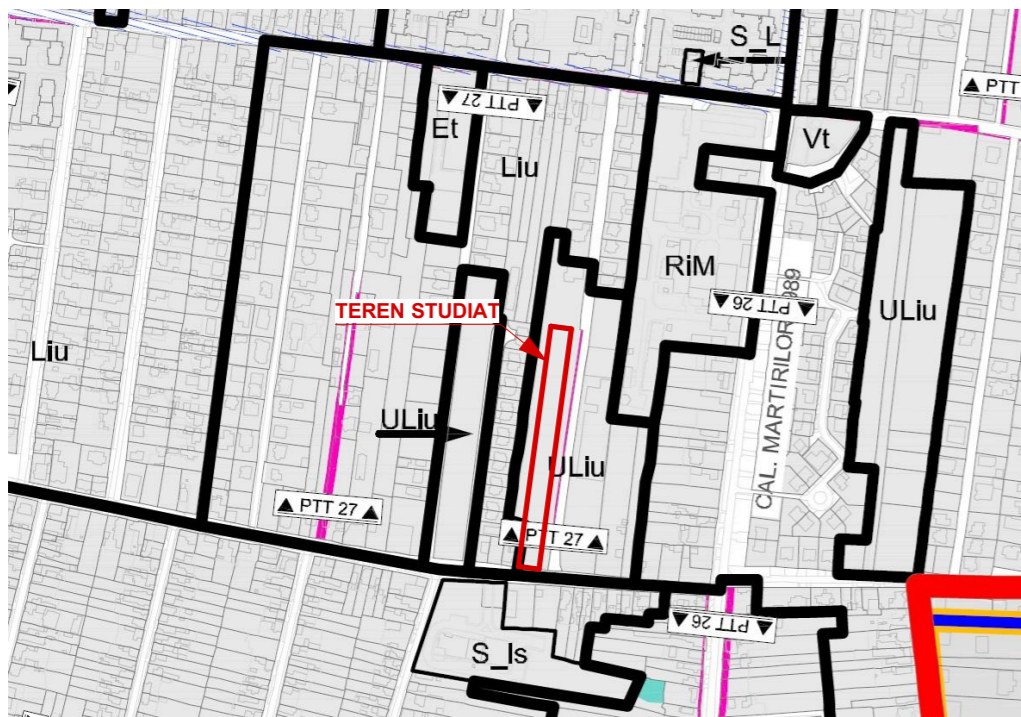 S_L
▲ PTT
▼ PTT 27 ▼
Et
Vt
Liu
RiM
▼ PTT 26 ▼
TEREN STUDIAT
ULiu
Liu
CAL. MARTIRILOR 1989
ULiu
ULiu
▲ PTT 27 ▲
▲ PTT 27 ▲
▼ PTT 26 ▼
S_Is